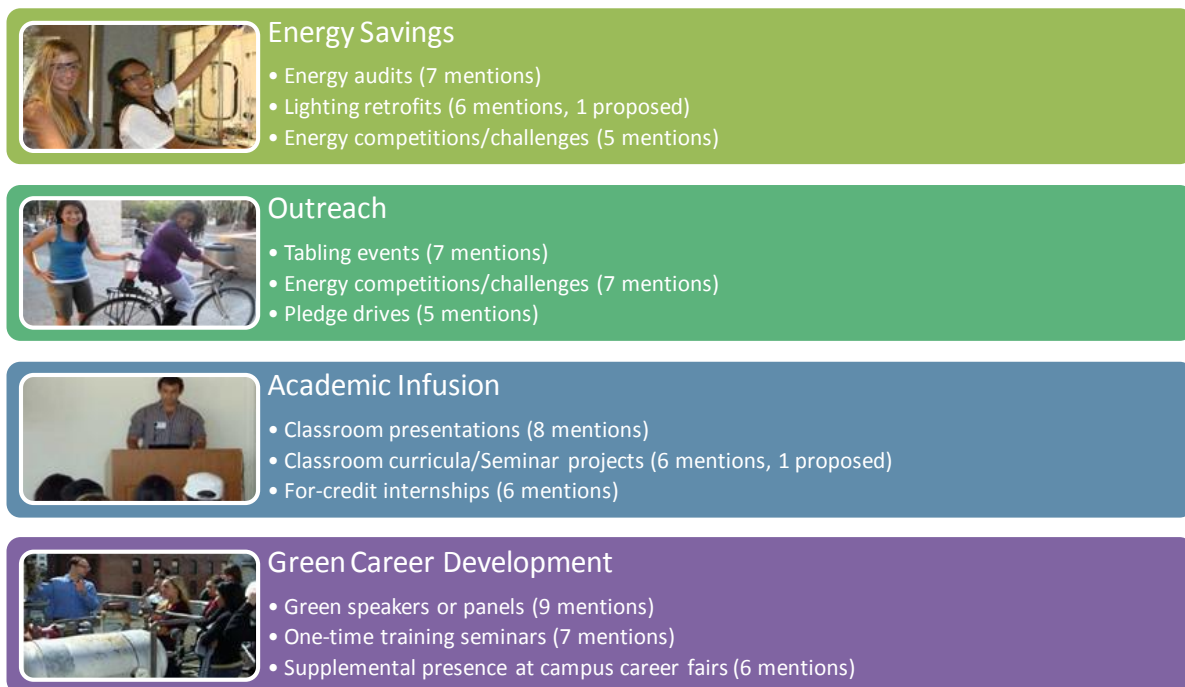 Energy Savings
• Energy audits (7 mentions)
• Lighting retrofits (6 mentions, 1 proposed)
• Energy competitions/challenges (5 mentions)
Outreach
• Tabling events (7 mentions)
• Energy competitions/challenges (7 mentions)
• Pledge drives (5 mentions)
Academic Infusion
• Classroom presentations (8 mentions)
• Classroom curricula/Seminar projects (6 mentions, 1 proposed)
• For-credit internships (6 mentions)
Green Career Development
• Green speakers or panels (9 mentions)
• One-time training seminars (7 mentions)
• Supplemental presence at campus career fairs (6 mentions)